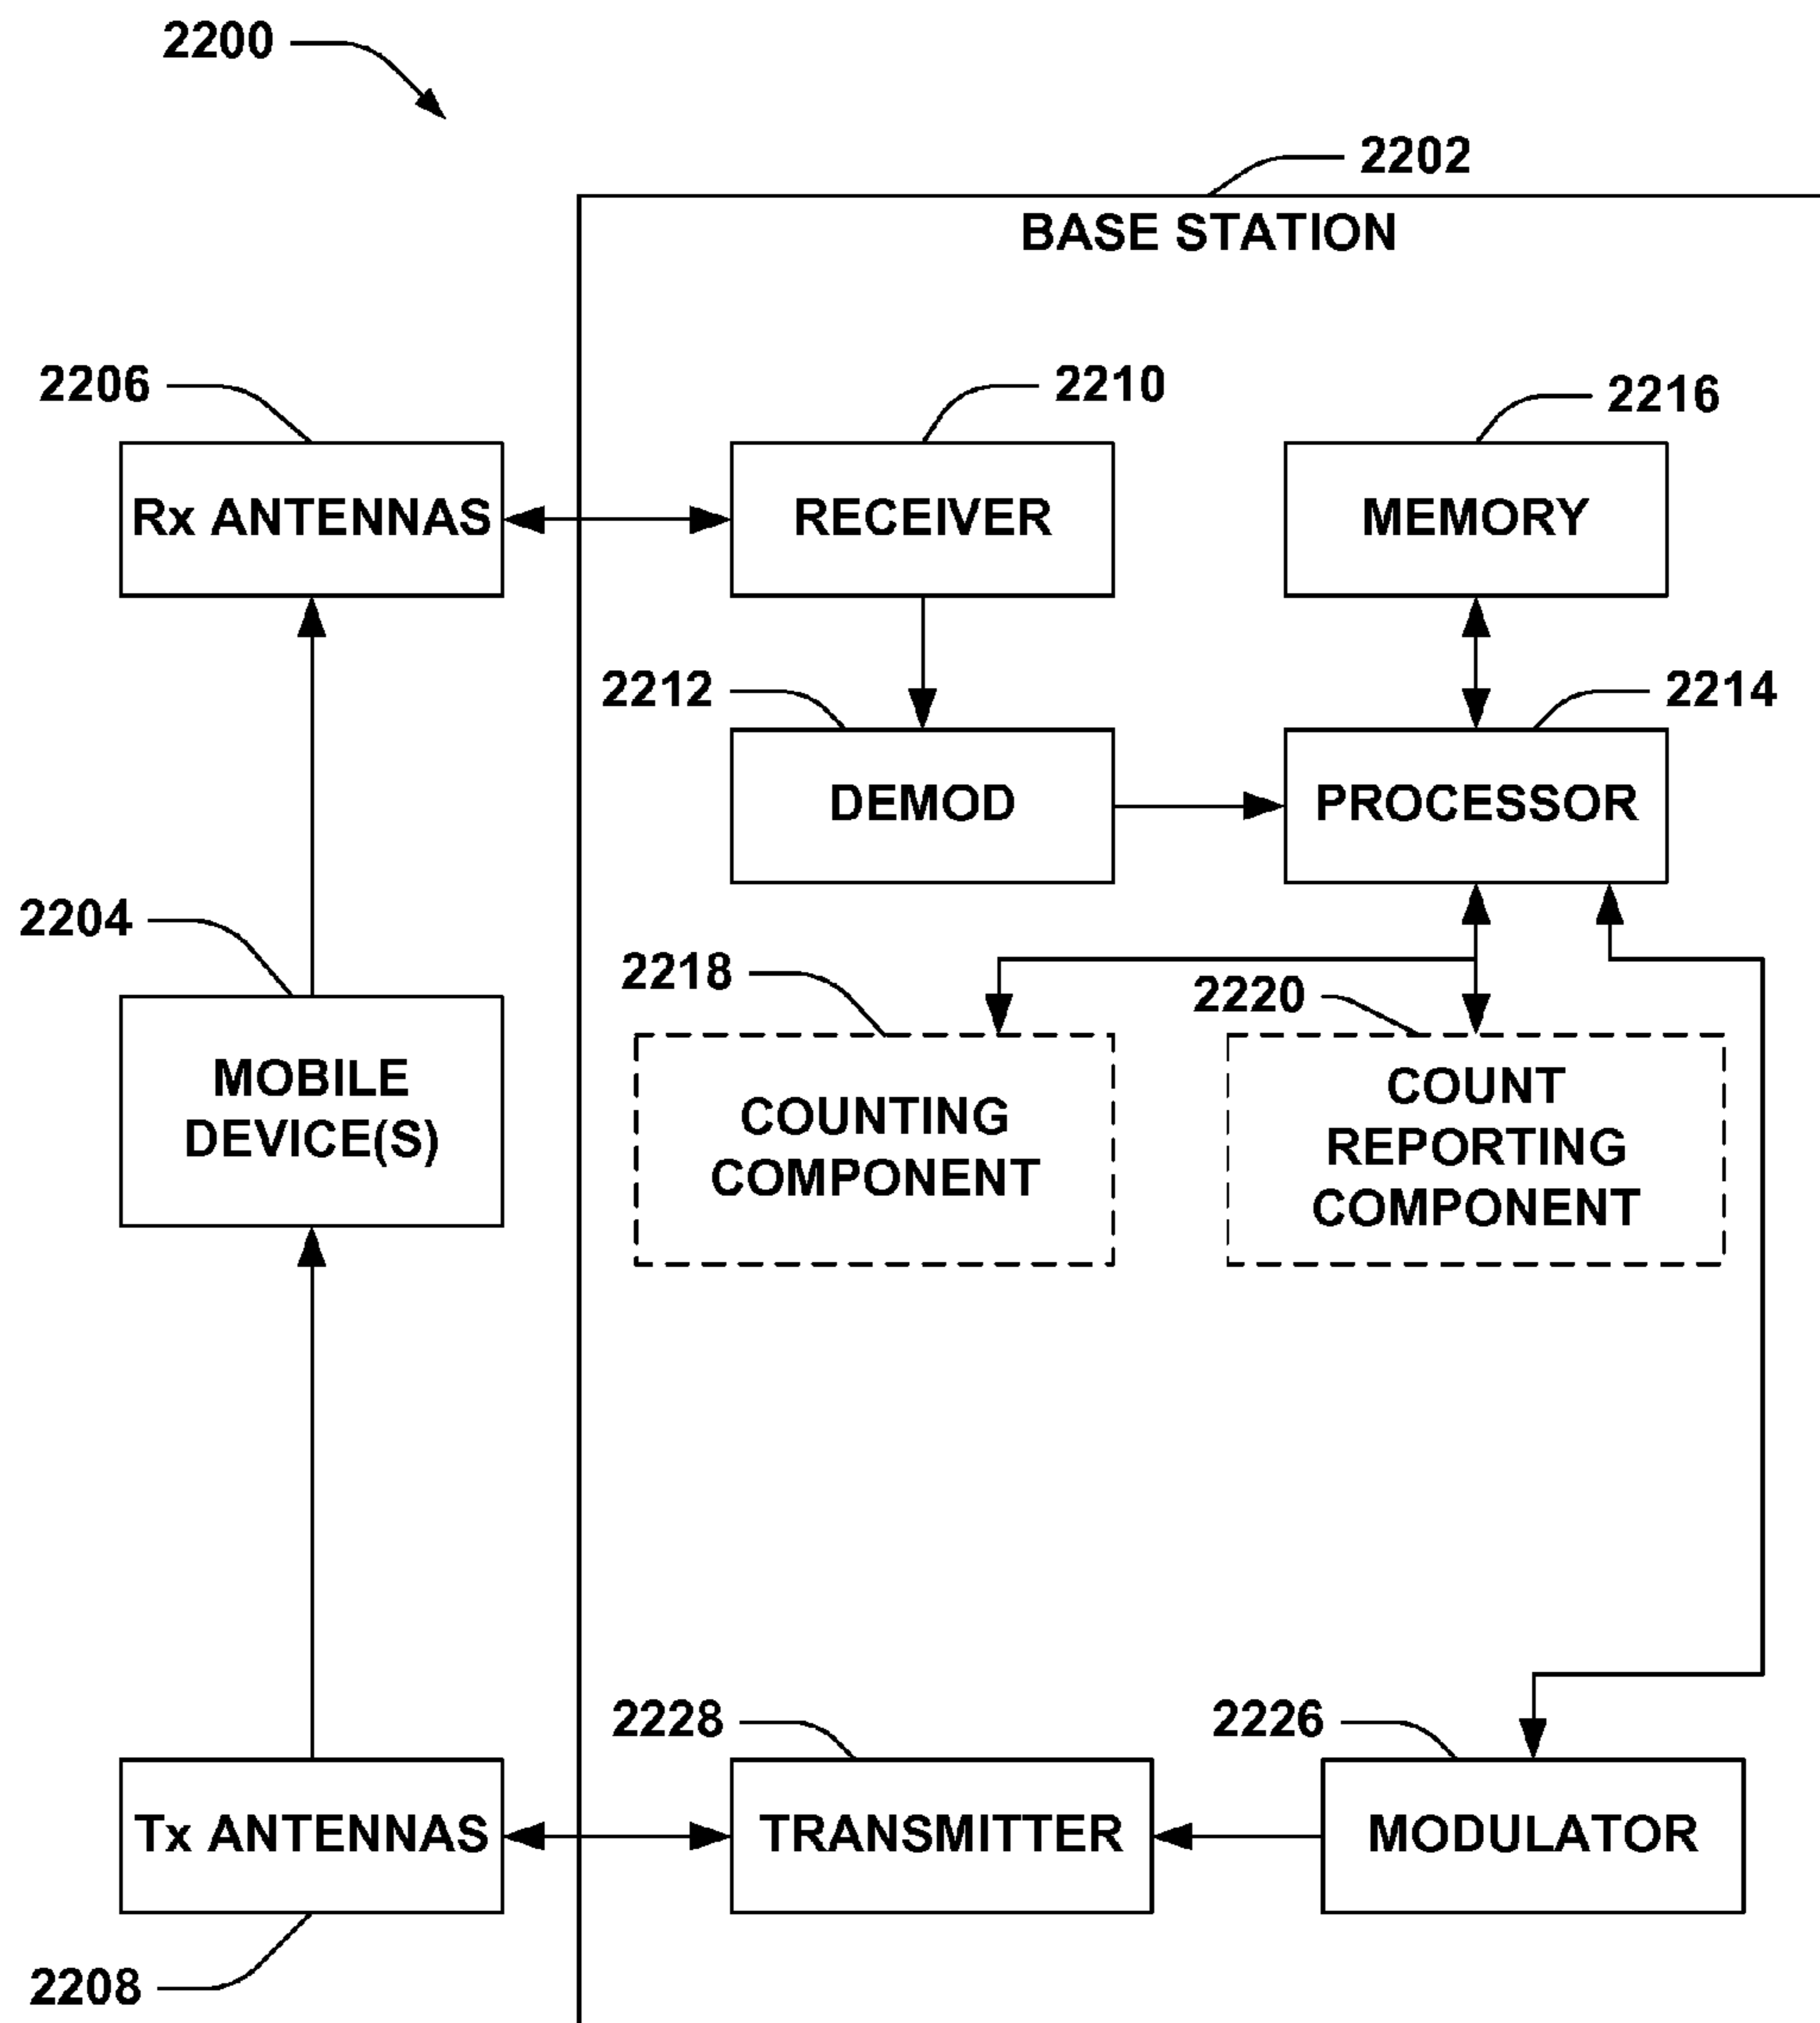 2200
2202
BASE STATION
2206
2210
2216
Rx ANTENNAS
RECEIVER
MEMORY
2212
2214
DEMOD
PROCESSOR
2204
2218
2220
MOBILE
DEVICE(S)
COUNTING
COMPONENT
COUNT
REPORTING
COMPONENT
2228
2226
Tx ANTENNAS
TRANSMITTER
MODULATOR
2208